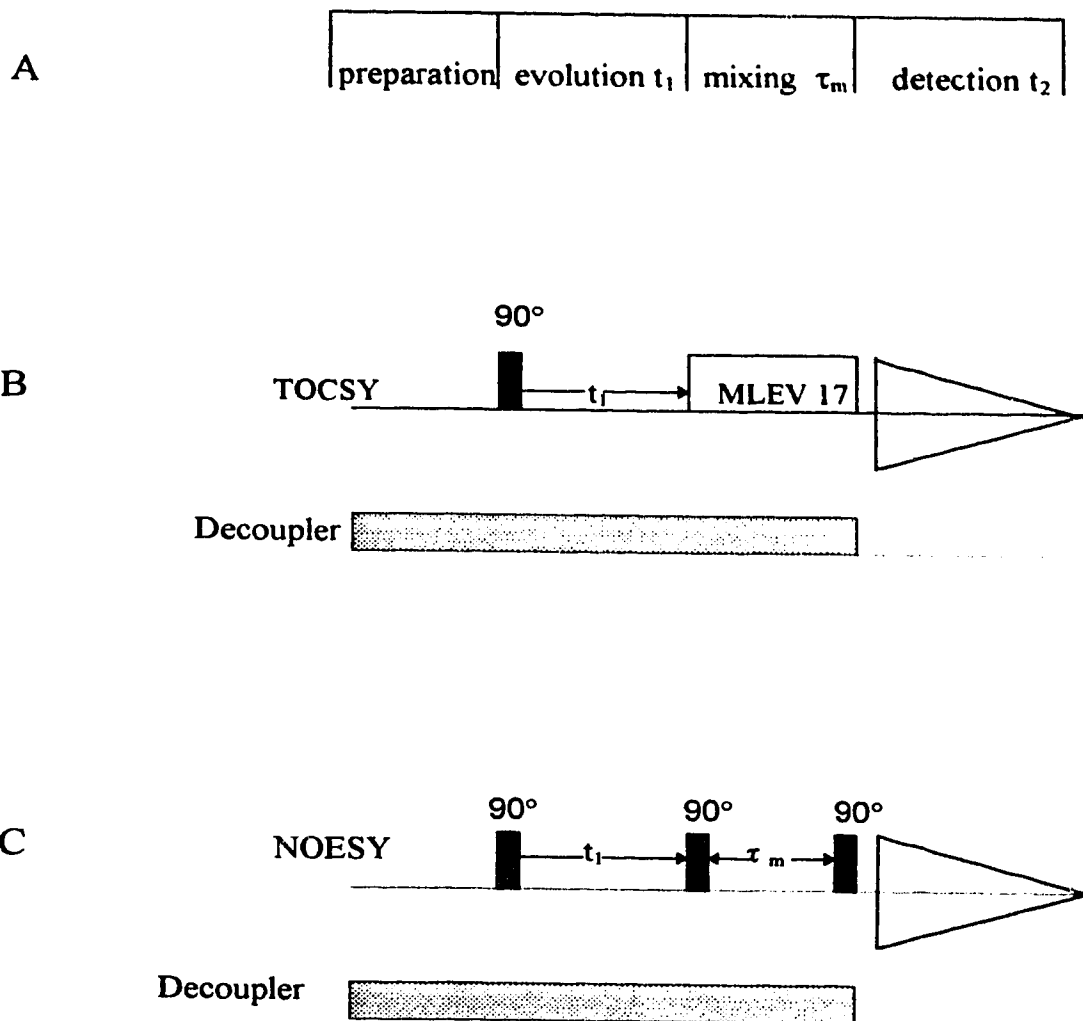 A
preparation evolution t₁ mixing τₘ detection t₂
90°
B
TOCSY t₁ MLEV 17
Decoupler
90° 90° 90°
C
NOESY t₁ τ m
Decoupler